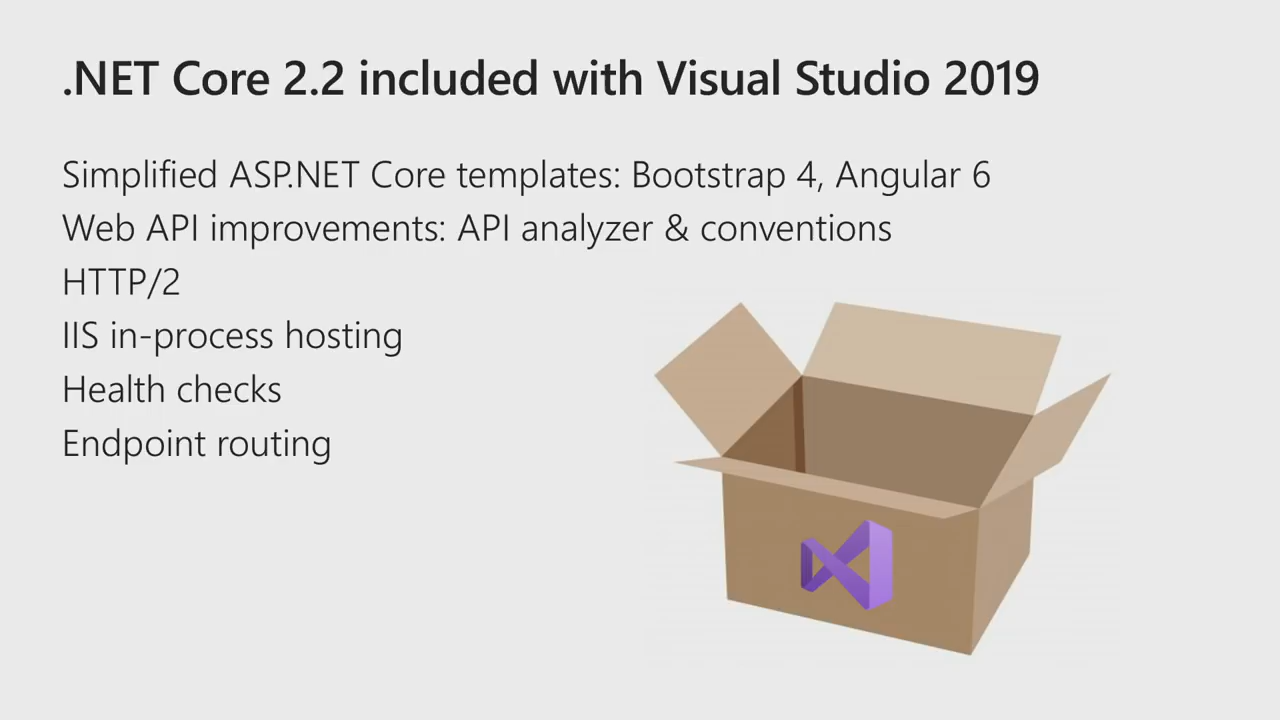 .NET Core 2.2 included with Visual Studio 2019
Simplified ASP.NET Core templates: Bootstrap 4, Angular 6
Web API improvements: API analyzer & conventions
HTTP/2
IIS in-process hosting
Health checks
Endpoint routing